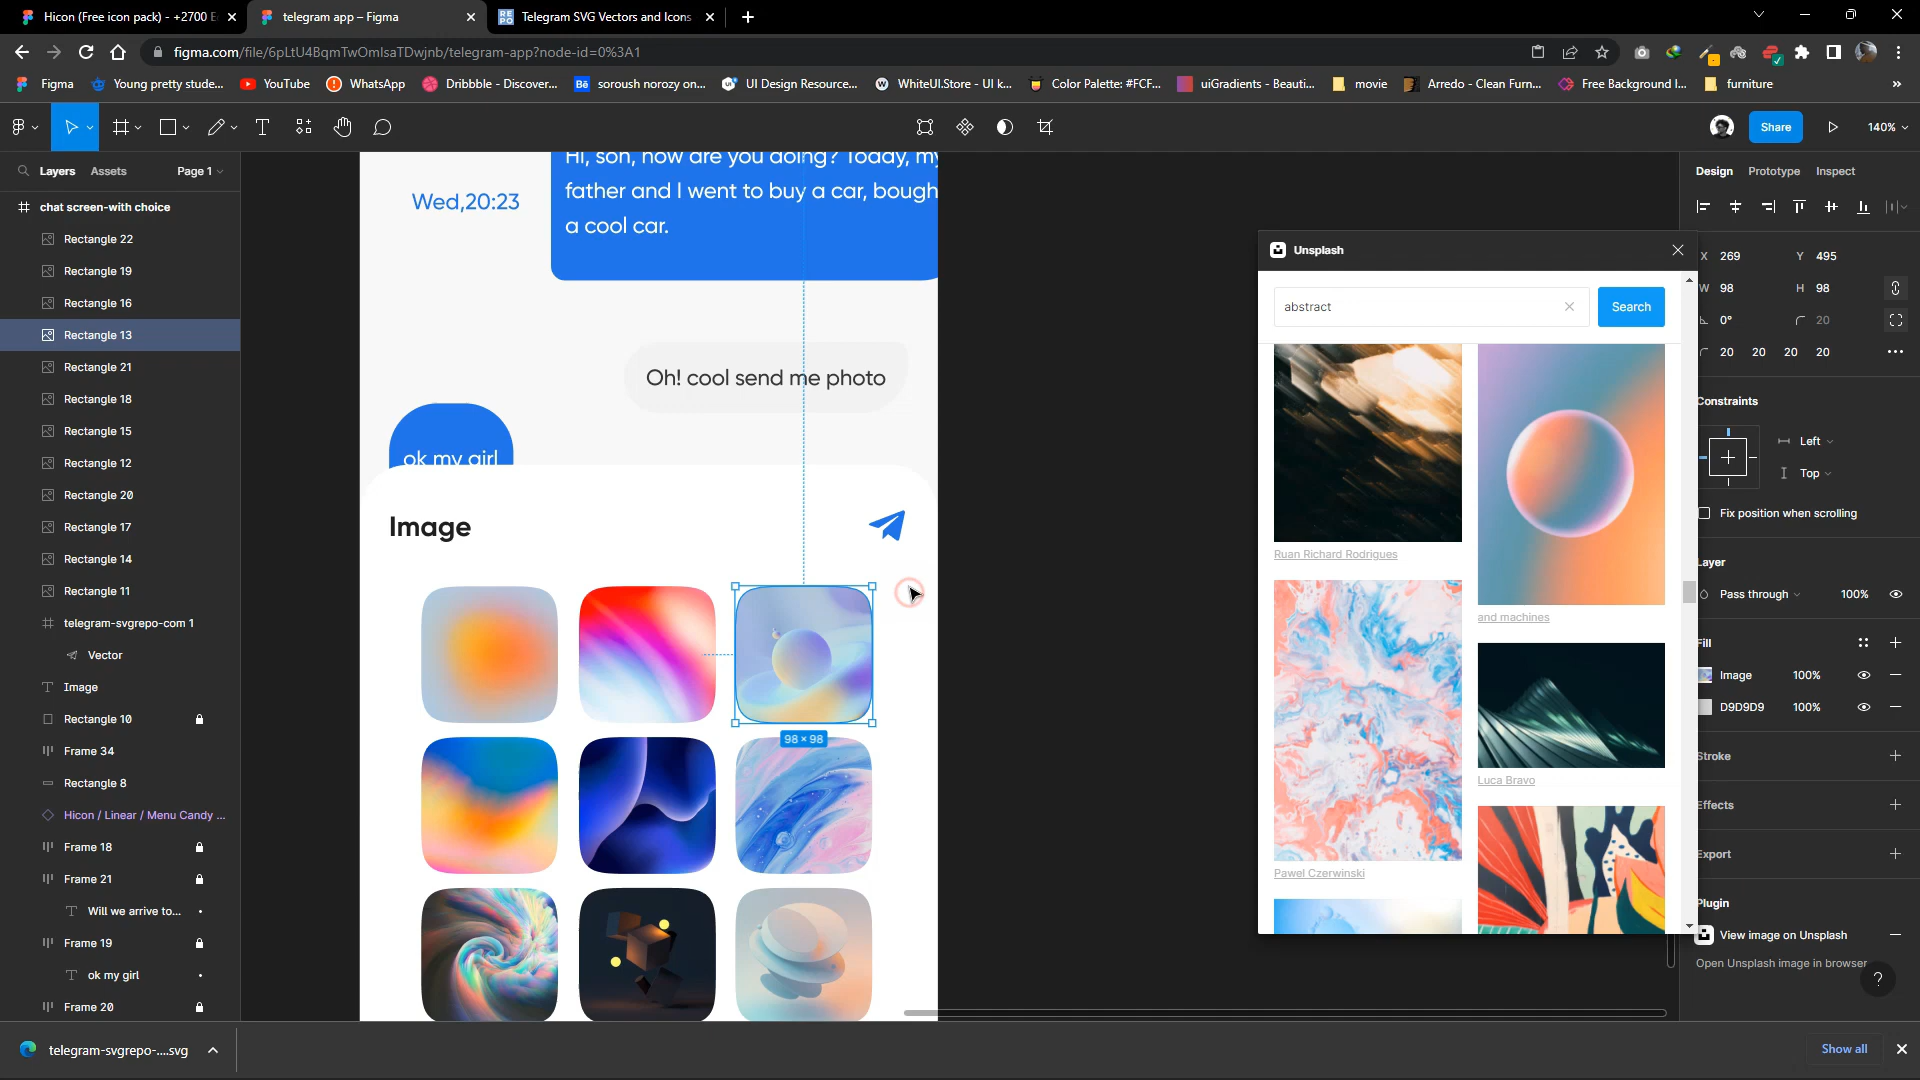 Hicon (Free icon pack) - +2700
telegram app – Figma
REPO
Telegram SVG Vectors and Icons
figma.com/file/6pLtU4BqmTwOmIsaTDwjnb/telegram-app?node-id=0%3A1
Figma
Young pretty stude...
YouTube
WhatsApp
Dribbble - Discover...
Bē
soroush norozy on...
UI Design Resource...
WhiteUI.Store - UI k...
Color Palette: #FCF...
uiGradients - Beauti...
movie
Arredo - Clean Furn...
Free Background I...
furniture
Share
140%
Layers
Assets
Page 1
Design
Prototype
Inspect
chat screen-with choice
Rectangle 22
Rectangle 19
Rectangle 16
Rectangle 13
Rectangle 21
Rectangle 18
Rectangle 15
Rectangle 12
Rectangle 20
Rectangle 17
Rectangle 14
Rectangle 11
telegram-svgrepo-com 1
Vector
Image
Rectangle 10
Frame 34
Rectangle 8
Hicon / Linear / Menu Candy ...
Frame 18
Frame 21
Will we arrive to...
Frame 19
ok my girl
Frame 20
Hi, son, how are you doing? Today, my
father and I went to buy a car, bough
a cool car.
Wed,20:23
Oh! cool send me photo
ok my girl
Image
98 × 98
Unsplash
abstract
Search
Ruan Richard Rodrigues
and machines
Luca Bravo
Pawel Czerwinski
X 269
Y 495
W 98
H 98
0°
20
20 20 20 20
Constraints
Left
Top
Fix position when scrolling
Layer
Pass through
100%
Fill
Image
100%
D9D9D9
100%
Stroke
Effects
Export
Plugin
View image on Unsplash
Open Unsplash image in browser
?
telegram-svgrepo-....svg
Show all